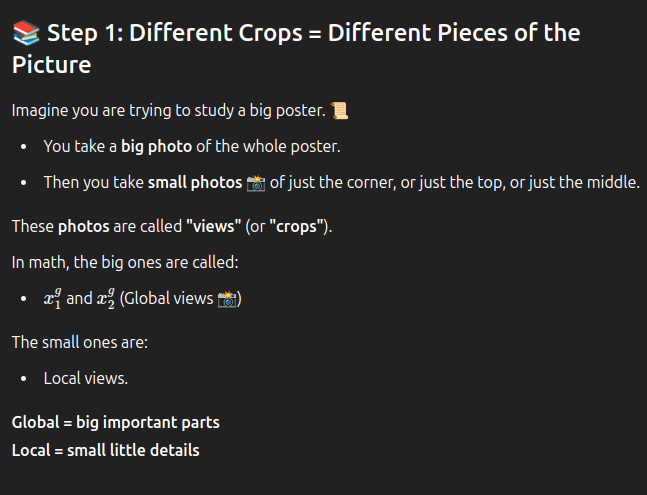 📚 Step 1: Different Crops = Different Pieces of the
Picture
Imagine you are trying to study a big poster. 📜
• You take a big photo of the whole poster.
• Then you take small photos 📸 of just the corner, or just the top, or just the middle.
These photos are called "views" (or "crops").
In math, the big ones are called:
• x₁ᵍ and x₂ᵍ (Global views 📸)
The small ones are:
• Local views.
Global = big important parts
Local = small little details